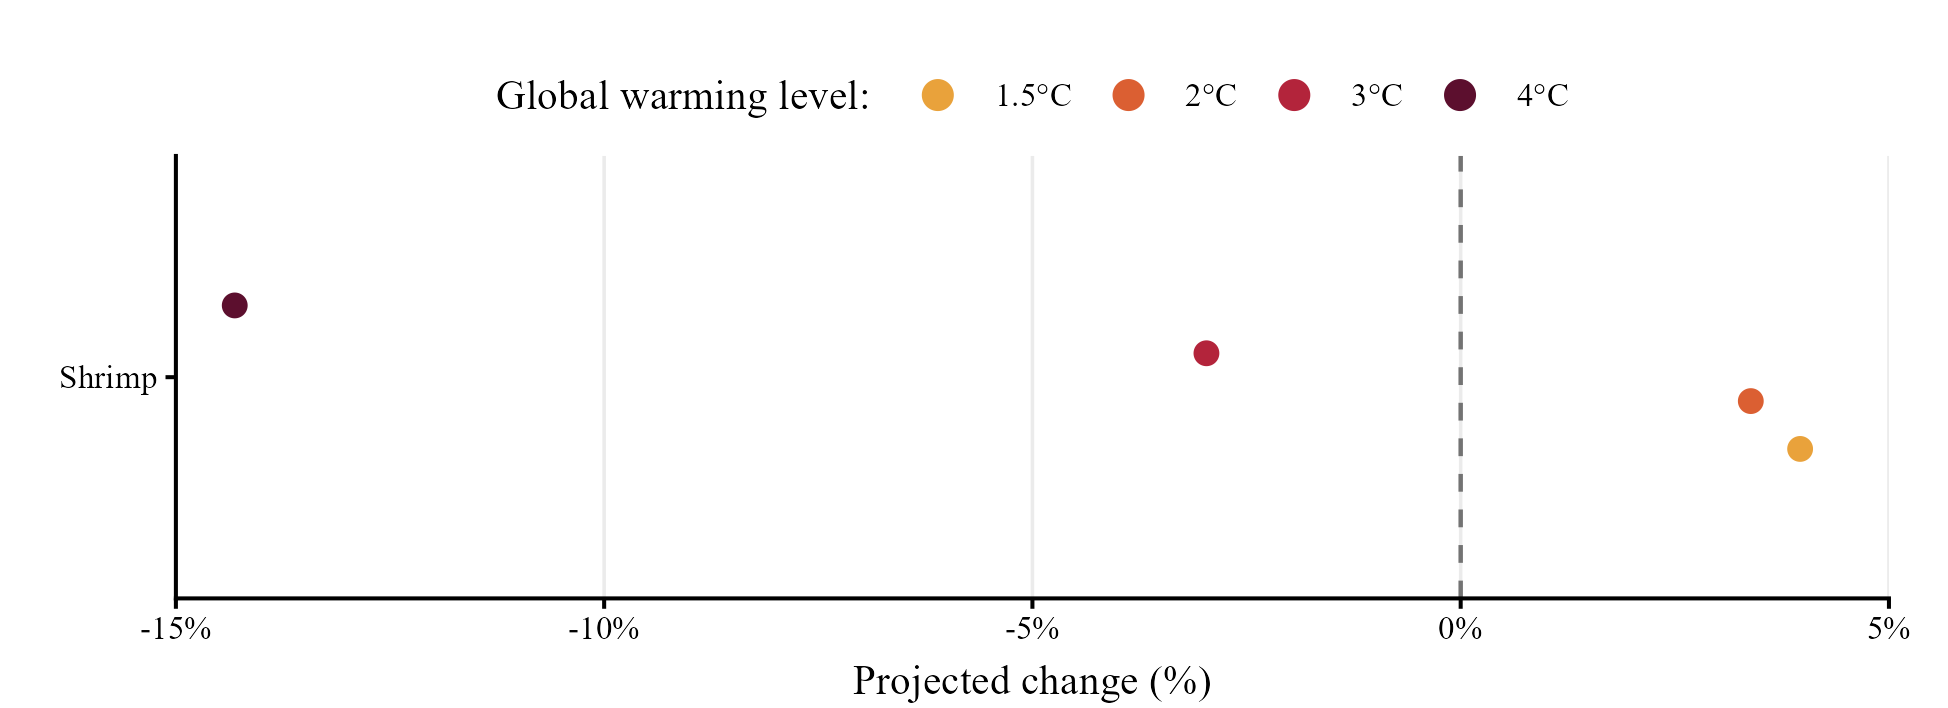 Global warming level: 1.5°C 2°C 3°C 4°C
Shrimp
-15% -10% -5% 0% 5%
Projected change (%)